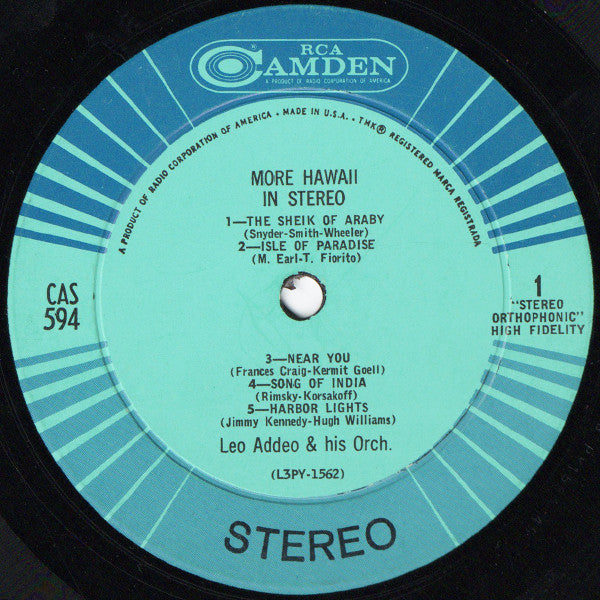 RCA
CAMDEN
®
A PRODUCT OF RADIO CORPORATION OF AMERICA
A PRODUCT OF RADIO CORPORATION OF AMERICA • MADE IN U.S.A. • TMK® REGISTERED MARCA REGISTRADA
MORE HAWAII
IN STEREO
1—THE SHEIK OF ARABY
(Snyder-Smith-Wheeler)
2—ISLE OF PARADISE
(M. Earl-T. Fiorito)
CAS
594
1
"STEREO
ORTHOPHONIC"
HIGH FIDELITY
3—NEAR YOU
(Frances Craig-Kermit Goell)
4—SONG OF INDIA
(Rimsky-Korsakoff)
5—HARBOR LIGHTS
(Jimmy Kennedy-Hugh Williams)
Leo Addeo & his Orch.
(L3PY-1562)
STEREO